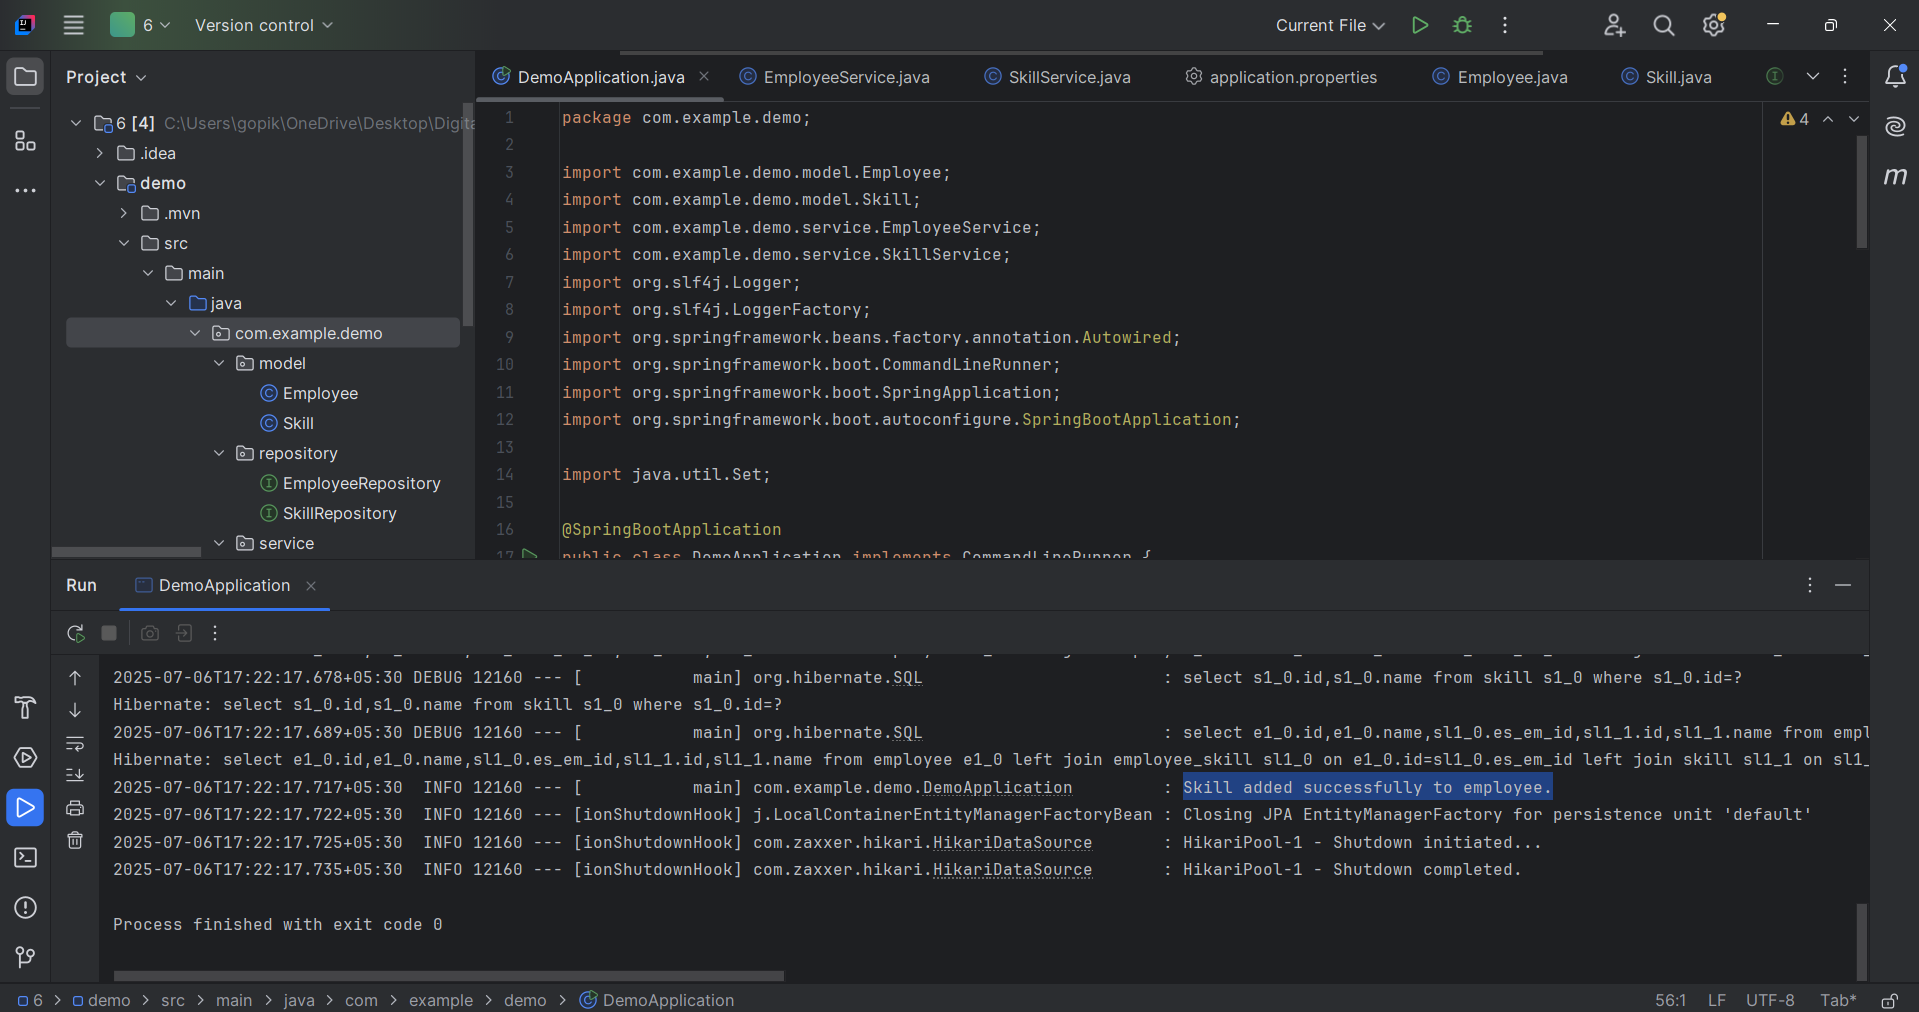 6
Version control
Current File
Project
DemoApplication.java
EmployeeService.java
SkillService.java
application.properties
Employee.java
Skill.java
6 [4] C:\Users\gopik\OneDrive\Desktop\Digita
.idea
demo
.mvn
src
main
java
com.example.demo
model
Employee
Skill
repository
EmployeeRepository
SkillRepository
service
4
1 package com.example.demo;
2
3 import com.example.demo.model.Employee;
4 import com.example.demo.model.Skill;
5 import com.example.demo.service.EmployeeService;
6 import com.example.demo.service.SkillService;
7 import org.slf4j.Logger;
8 import org.slf4j.LoggerFactory;
9 import org.springframework.beans.factory.annotation.Autowired;
10 import org.springframework.boot.CommandLineRunner;
11 import org.springframework.boot.SpringApplication;
12 import org.springframework.boot.autoconfigure.SpringBootApplication;
13
14 import java.util.Set;
15
16 @SpringBootApplication
17 public class DemoApplication implements CommandLineRunner {
m
Run
DemoApplication
2025-07-06T17:22:17.678+05:30 DEBUG 12160 --- [           main] org.hibernate.SQL                        : select s1_0.id,s1_0.name from skill s1_0 where s1_0.id=?
Hibernate: select s1_0.id,s1_0.name from skill s1_0 where s1_0.id=?
2025-07-06T17:22:17.689+05:30 DEBUG 12160 --- [           main] org.hibernate.SQL                        : select e1_0.id,e1_0.name,sl1_0.es_em_id,sl1_1.id,sl1_1.name from empl
Hibernate: select e1_0.id,e1_0.name,sl1_0.es_em_id,sl1_1.id,sl1_1.name from employee e1_0 left join employee_skill sl1_0 on e1_0.id=sl1_0.es_em_id left join skill sl1_1 on sl1_
2025-07-06T17:22:17.717+05:30  INFO 12160 --- [           main] com.example.demo.DemoApplication         : Skill added successfully to employee.
2025-07-06T17:22:17.722+05:30  INFO 12160 --- [ionShutdownHook] j.LocalContainerEntityManagerFactoryBean : Closing JPA EntityManagerFactory for persistence unit 'default'
2025-07-06T17:22:17.725+05:30  INFO 12160 --- [ionShutdownHook] com.zaxxer.hikari.HikariDataSource       : HikariPool-1 - Shutdown initiated...
2025-07-06T17:22:17.735+05:30  INFO 12160 --- [ionShutdownHook] com.zaxxer.hikari.HikariDataSource       : HikariPool-1 - Shutdown completed.
Process finished with exit code 0
6 > demo > src > main > java > com > example > demo > DemoApplication
56:1 LF UTF-8 Tab*